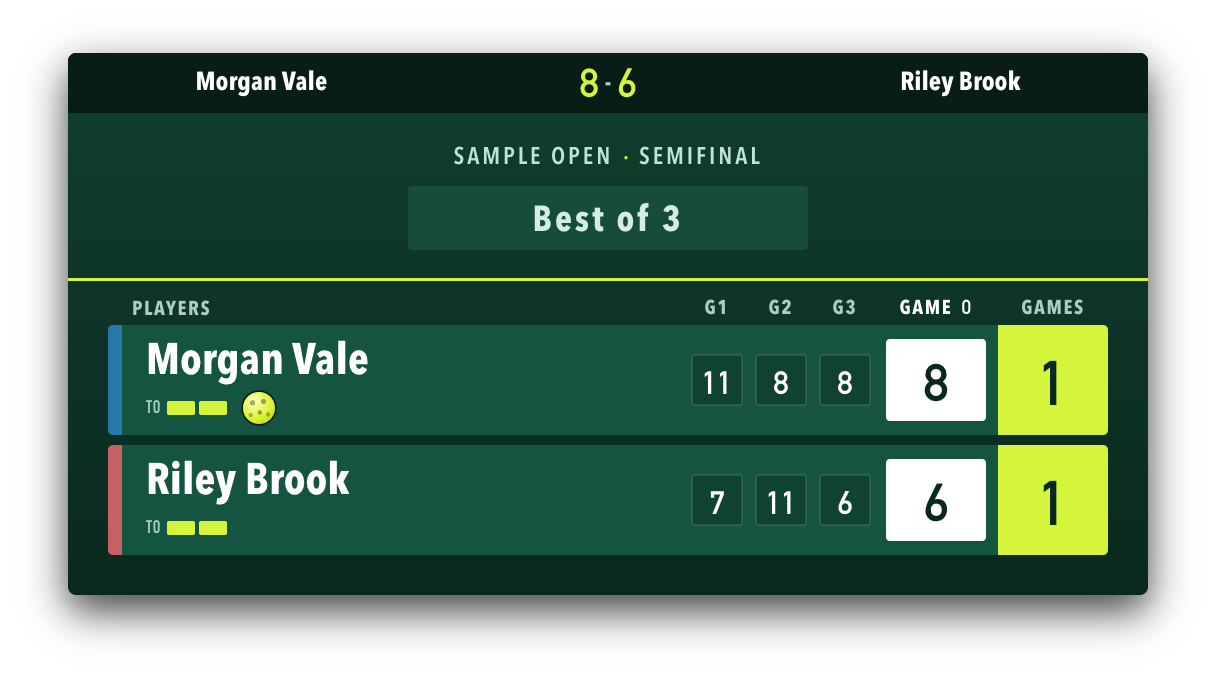 Morgan Vale 8 - 6 Riley Brook
SAMPLE OPEN · SEMIFINAL
Best of 3
PLAYERS G1 G2 G3 GAME 0 GAMES
Morgan Vale 11 8 8 8 1
TO
Riley Brook 7 11 6 6 1
TO